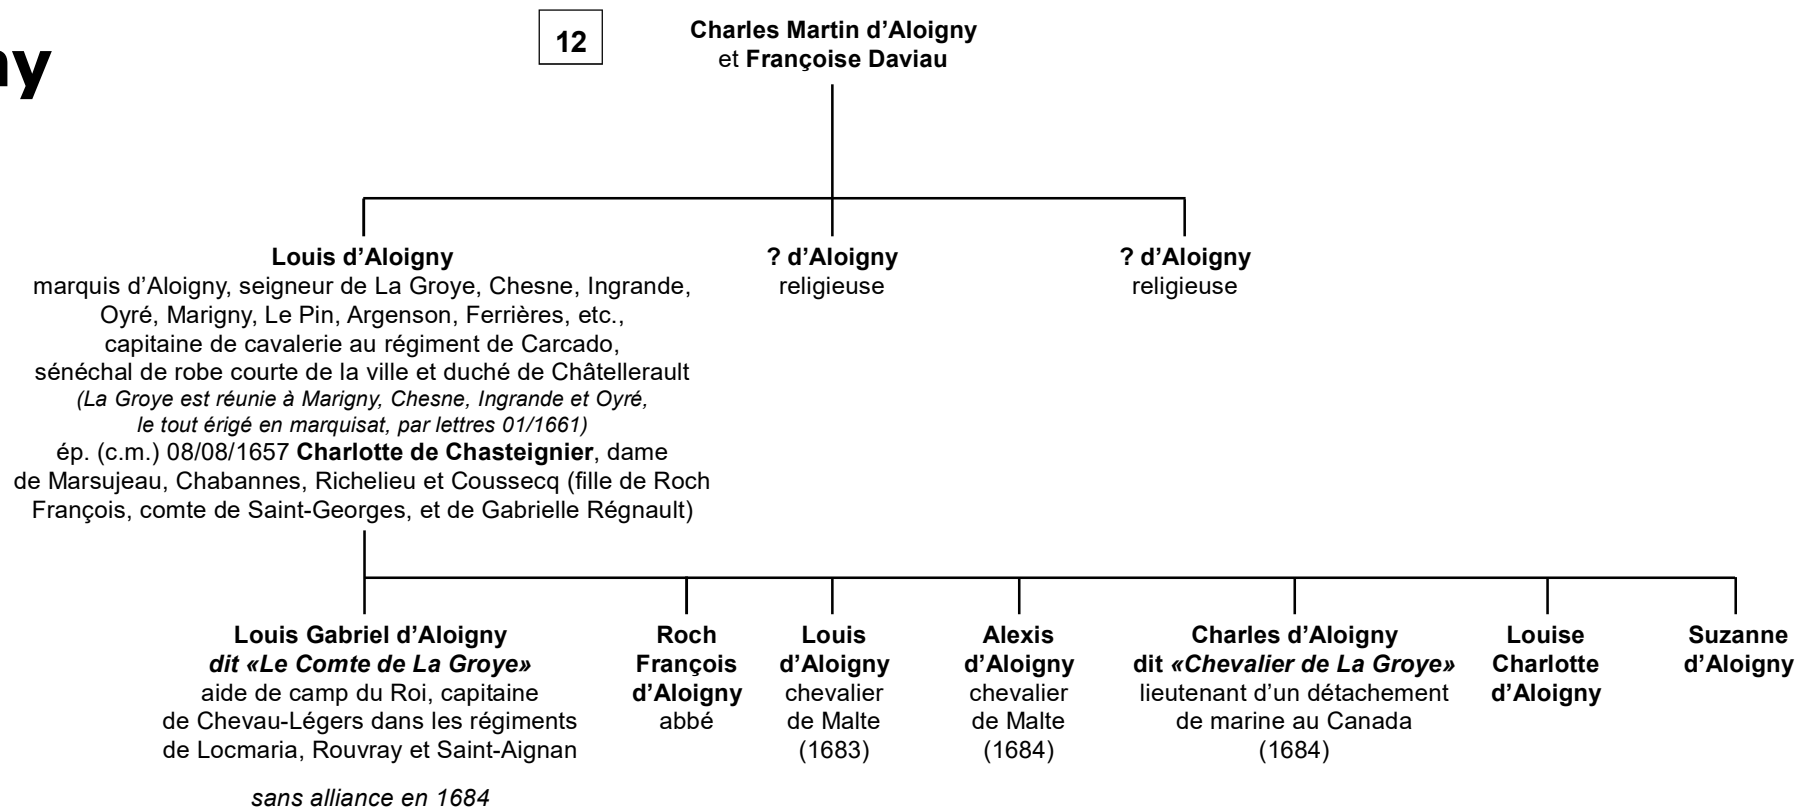 ny
12
Charles Martin d’Aloigny
et Françoise Daviau
Louis d’Aloigny
marquis d’Aloigny, seigneur de La Groye, Chesne, Ingrande,
Oyré, Marigny, Le Pin, Argenson, Ferrières, etc.,
capitaine de cavalerie au régiment de Carcado,
sénéchal de robe courte de la ville et duché de Châtellerault
(La Groye est réunie à Marigny, Chesne, Ingrande et Oyré,
le tout érigé en marquisat, par lettres 01/1661)
ép. (c.m.) 08/08/1657 Charlotte de Chasteignier, dame
de Marsujeau, Chabannes, Richelieu et Coussecq (fille de Roch
François, comte de Saint-Georges, et de Gabrielle Régnault)
? d’Aloigny
religieuse
? d’Aloigny
religieuse
Louis Gabriel d’Aloigny
dit «Le Comte de La Groye»
aide de camp du Roi, capitaine
de Chevau-Légers dans les régiments
de Locmaria, Rouvray et Saint-Aignan
sans alliance en 1684
Roch
François
d’Aloigny
abbé
Louis
d’Aloigny
chevalier
de Malte
(1683)
Alexis
d’Aloigny
chevalier
de Malte
(1684)
Charles d’Aloigny
dit «Chevalier de La Groye»
lieutenant d’un détachement
de marine au Canada
(1684)
Louise
Charlotte
d’Aloigny
Suzanne
d’Aloigny